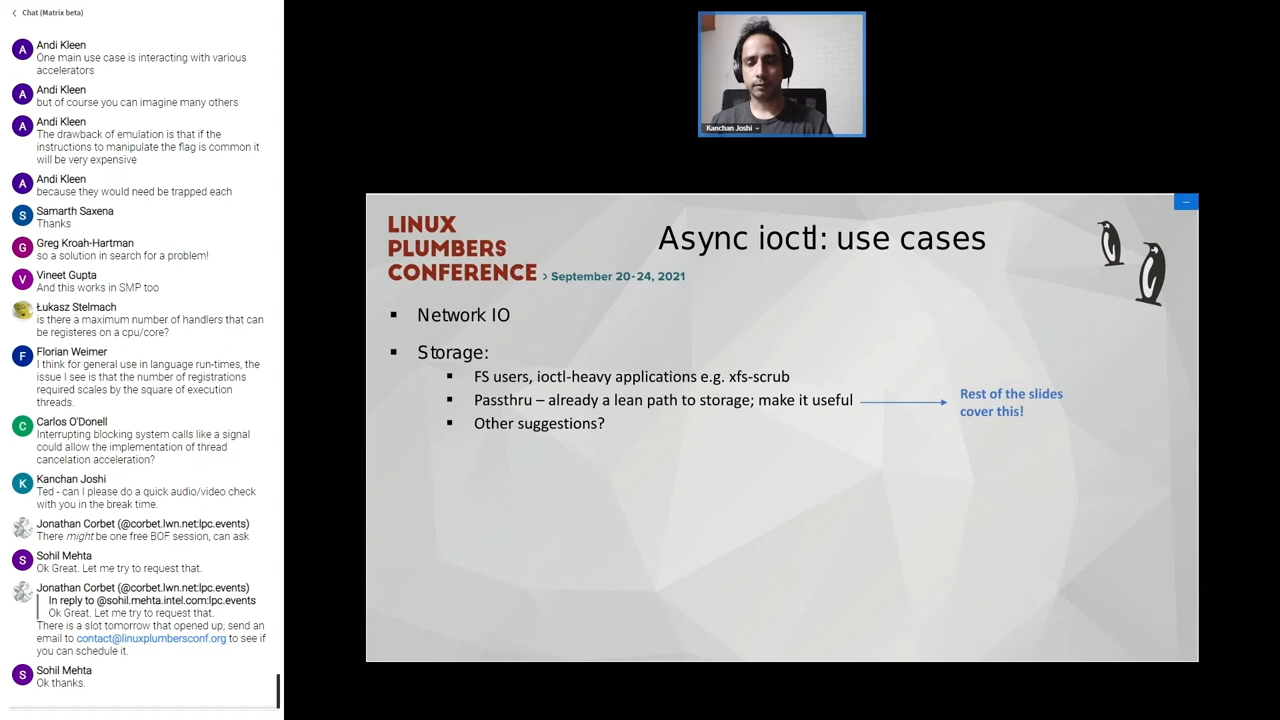 Chat (Matrix beta)
A
Andi Kleen
One main use case is interacting with various
accelerators
A
Andi Kleen
but of course you can imagine many others
A
Andi Kleen
The drawback of emulation is that if the
instructions to manipulate the flag is common it
will be very expensive
A
Andi Kleen
because they would need be trapped each
S
Samarth Saxena
Thanks
G
Greg Kroah-Hartman
so a solution in search for a problem!
V
Vineet Gupta
And this works in SMP too
Łukasz Stelmach
is there a maximum number of handlers that can
be registeres on a cpu/core?
F
Florian Weimer
I think for general use in language run-times, the
issue I see is that the number of registrations
required scales by the square of execution
threads.
C
Carlos O'Donell
Interrupting blocking system calls like a signal
could allow the implementation of thread
cancelation acceleration?
K
Kanchan Joshi
Ted - can I please do a quick audio/video check
with you in the break time.
Jonathan Corbet (@corbet.lwn.net:lpc.events)
There might be one free BOF session, can ask
S
Sohil Mehta
Ok Great. Let me try to request that.
Jonathan Corbet (@corbet.lwn.net:lpc.events)
In reply to @sohil.mehta.intel.com:lpc.events
Ok Great. Let me try to request that.
There is a slot tomorrow that opened up; send an
email to contact@linuxplumbersconf.org to see if
you can schedule it.
S
Sohil Mehta
Ok thanks.
Kanchan Joshi
LINUX
PLUMBERS
CONFERENCE > September 20-24, 2021
Async ioctl: use cases
Network IO
Storage:
FS users, ioctl-heavy applications e.g. xfs-scrub
Passthru – already a lean path to storage; make it useful
Rest of the slides
cover this!
Other suggestions?